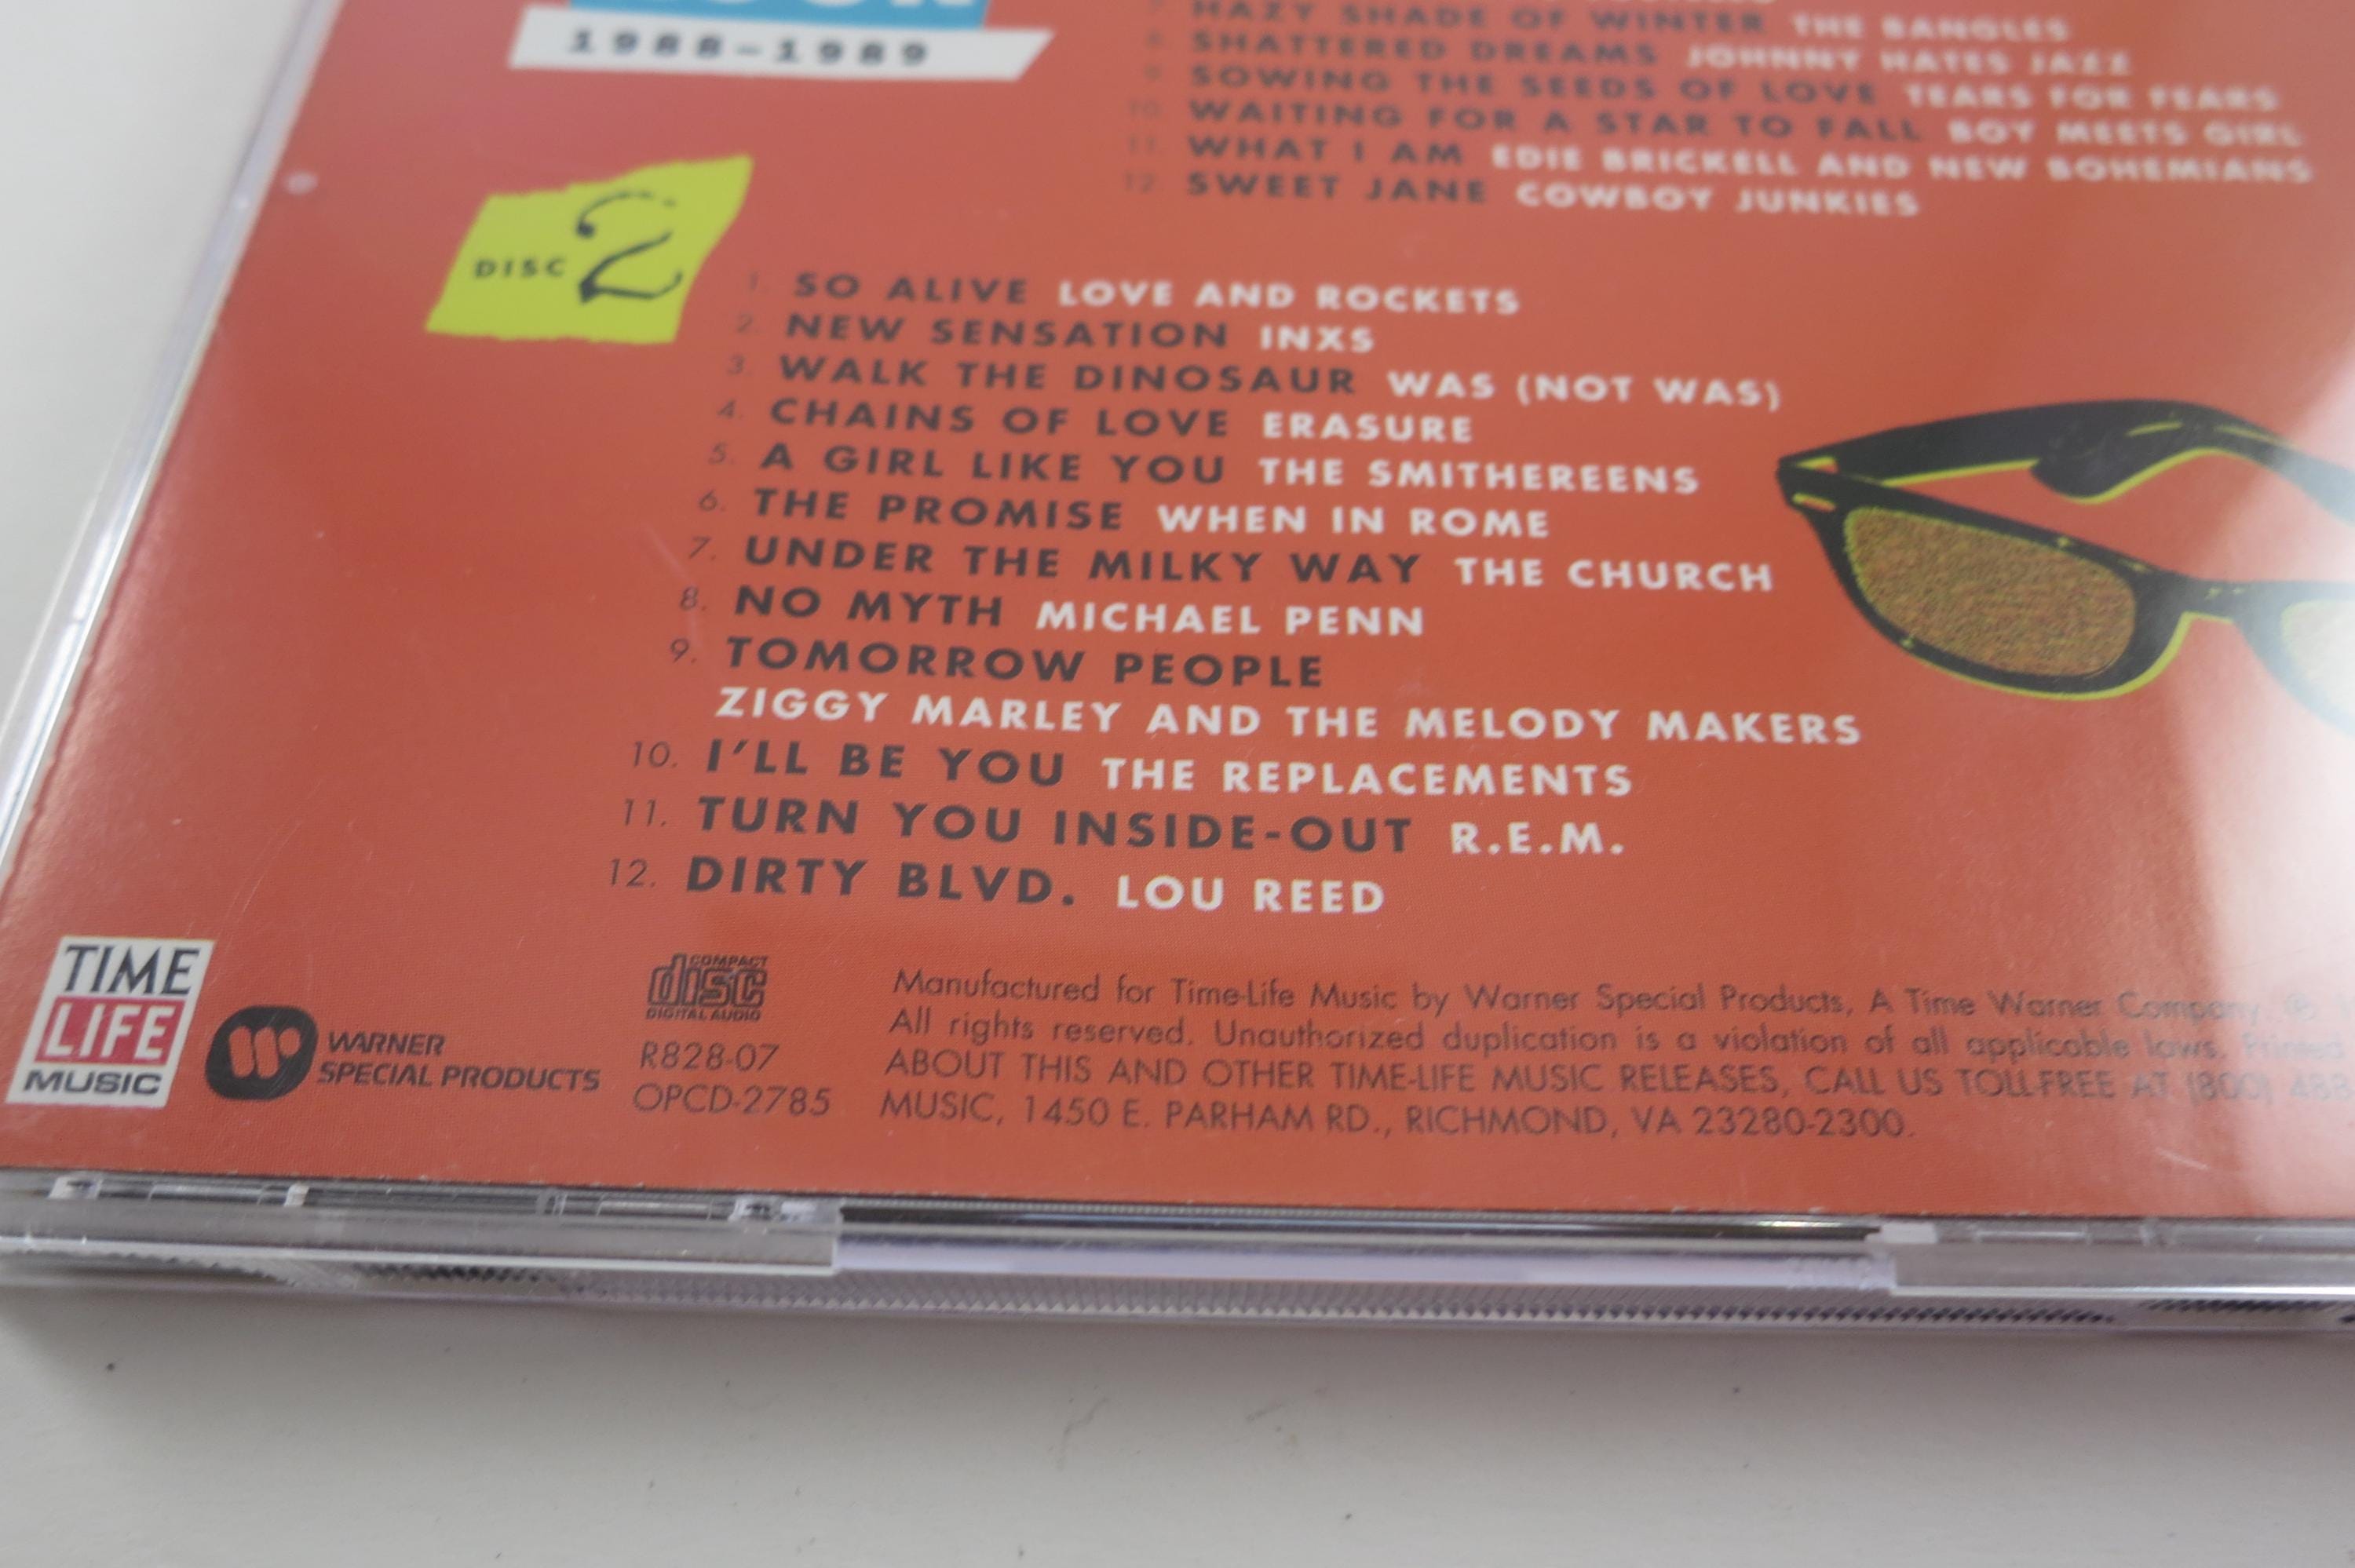 1988–1989
7. HAZY SHADE OF WINTER THE BANGLES
8. SHATTERED DREAMS JOHNNY HATES JAZZ
9. SOWING THE SEEDS OF LOVE TEARS FOR FEARS
10. WAITING FOR A STAR TO FALL BOY MEETS GIRL
11. WHAT I AM EDIE BRICKELL AND NEW BOHEMIANS
12. SWEET JANE COWBOY JUNKIES
DISC 2
1. SO ALIVE LOVE AND ROCKETS
2. NEW SENSATION INXS
3. WALK THE DINOSAUR WAS (NOT WAS)
4. CHAINS OF LOVE ERASURE
5. A GIRL LIKE YOU THE SMITHEREENS
6. THE PROMISE WHEN IN ROME
7. UNDER THE MILKY WAY THE CHURCH
8. NO MYTH MICHAEL PENN
9. TOMORROW PEOPLE
ZIGGY MARLEY AND THE MELODY MAKERS
10. I'LL BE YOU THE REPLACEMENTS
11. TURN YOU INSIDE-OUT R.E.M.
12. DIRTY BLVD. LOU REED
TIME
LIFE
MUSIC
WARNER
SPECIAL PRODUCTS
COMPACT
disc
DIGITAL AUDIO
R828-07
OPCD-2785
Manufactured for Time-Life Music by Warner Special Products, A Time Warner Company. ℗
All rights reserved. Unauthorized duplication is a violation of all applicable laws. Printed
ABOUT THIS AND OTHER TIME-LIFE MUSIC RELEASES, CALL US TOLL-FREE AT (800)
MUSIC, 1450 E. PARHAM RD., RICHMOND, VA 23280-2300.